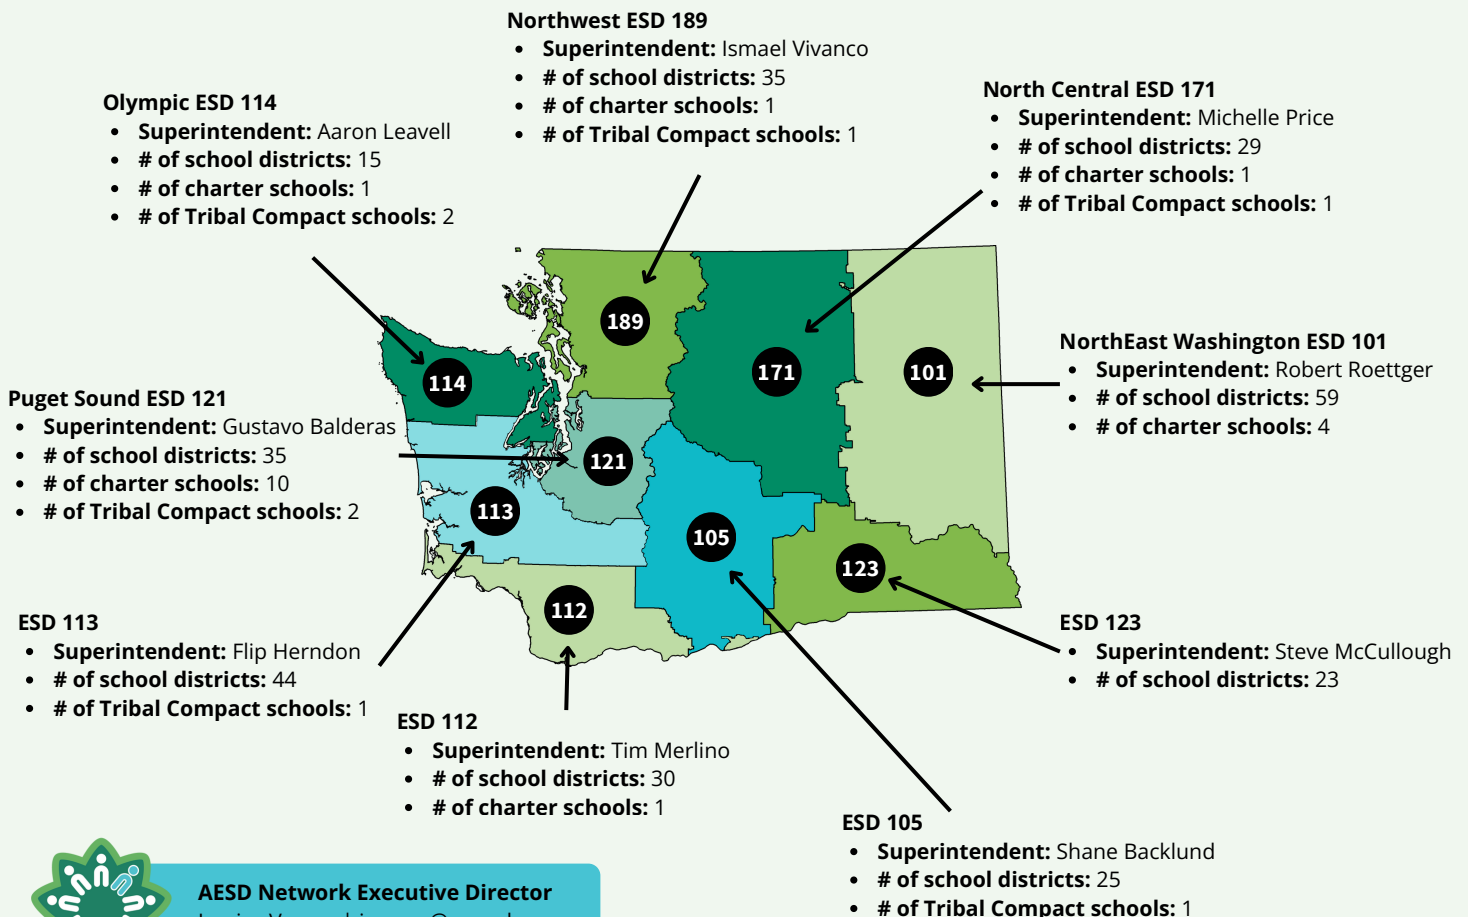 Northwest ESD 189
• Superintendent: Ismael Vivanco
• # of school districts: 35
• # of charter schools: 1
• # of Tribal Compact schools: 1
Olympic ESD 114
• Superintendent: Aaron Leavell
• # of school districts: 15
• # of charter schools: 1
• # of Tribal Compact schools: 2
North Central ESD 171
• Superintendent: Michelle Price
• # of school districts: 29
• # of charter schools: 1
• # of Tribal Compact schools: 1
NorthEast Washington ESD 101
• Superintendent: Robert Roettger
• # of school districts: 59
• # of charter schools: 4
Puget Sound ESD 121
• Superintendent: Gustavo Balderas
• # of school districts: 35
• # of charter schools: 10
• # of Tribal Compact schools: 2
189
114
171
101
121
113
105
123
112
ESD 113
• Superintendent: Flip Herndon
• # of school districts: 44
• # of Tribal Compact schools: 1
ESD 123
• Superintendent: Steve McCullough
• # of school districts: 23
ESD 112
• Superintendent: Tim Merlino
• # of school districts: 30
• # of charter schools: 1
ESD 105
• Superintendent: Shane Backlund
• # of school districts: 25
• # of Tribal Compact schools: 1
AESD Network Executive Director